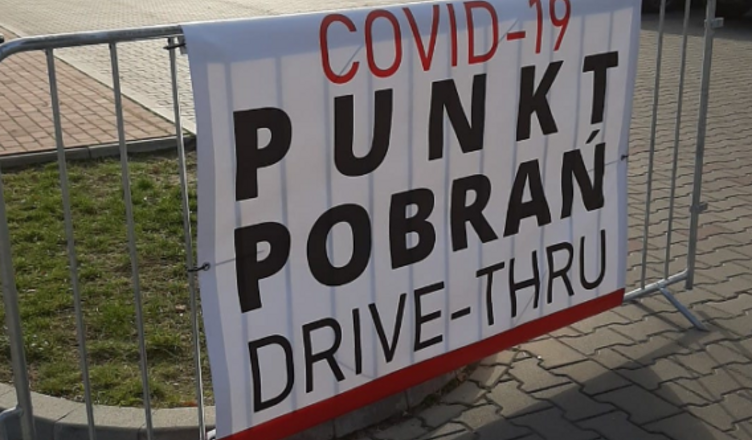 COVID-19
PUNKT
POBRAŃ
DRIVE-THRU